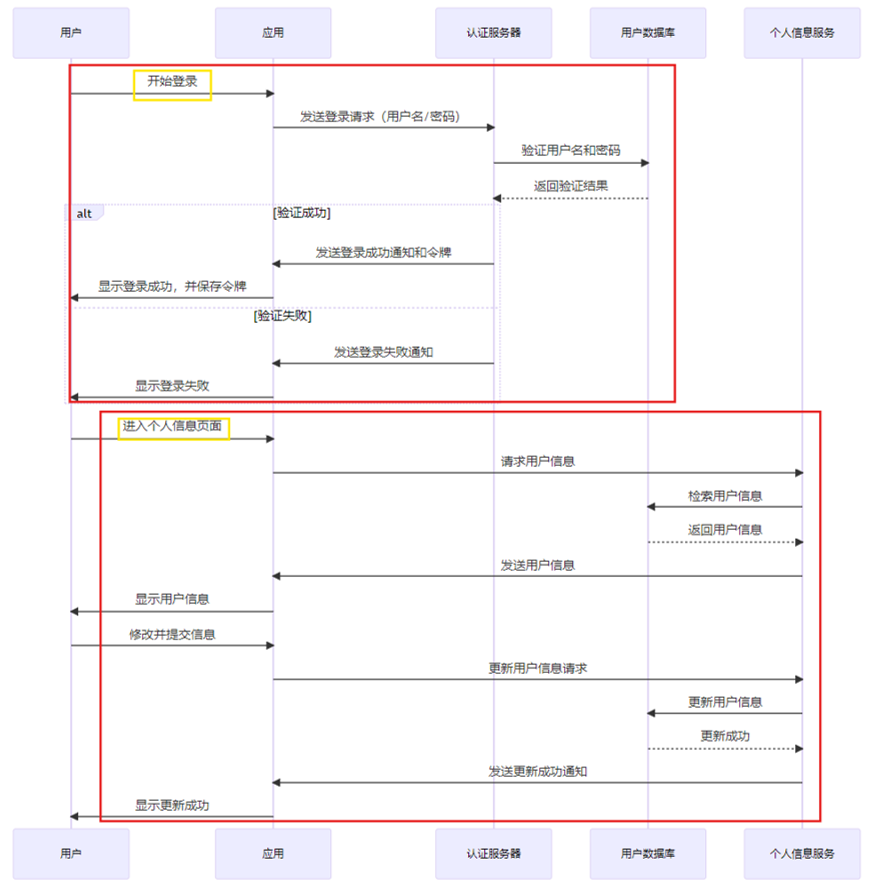 用户 应用 认证服务器 用户数据库 个人信息服务
开始登录
发送登录请求（用户名/密码）
验证用户名和密码
返回验证结果
alt [验证成功]
发送登录成功通知和令牌
显示登录成功，并保存令牌
[验证失败]
发送登录失败通知
显示登录失败
进入个人信息页面
请求用户信息
检索用户信息
返回用户信息
发送用户信息
显示用户信息
修改并提交信息
更新用户信息请求
更新用户信息
更新成功
发送更新成功通知
显示更新成功
用户 应用 认证服务器 用户数据库 个人信息服务